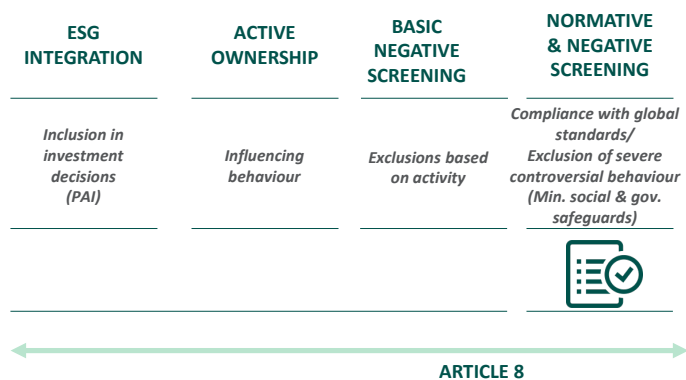 ESG
INTEGRATION
ACTIVE
OWNERSHIP
BASIC
NEGATIVE
SCREENING
NORMATIVE
& NEGATIVE
SCREENING
Inclusion in
investment
decisions
(PAI)
Influencing
behaviour
Exclusions based
on activity
Compliance with global
standards/
Exclusion of severe
controversial behaviour
(Min. social & gov.
safeguards)
ARTICLE 8